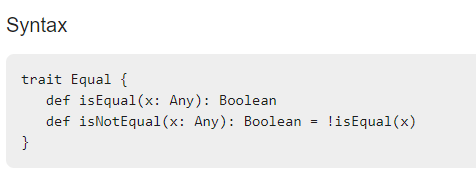 Syntax
trait Equal {
   def isEqual(x: Any): Boolean
   def isNotEqual(x: Any): Boolean = !isEqual(x)
}